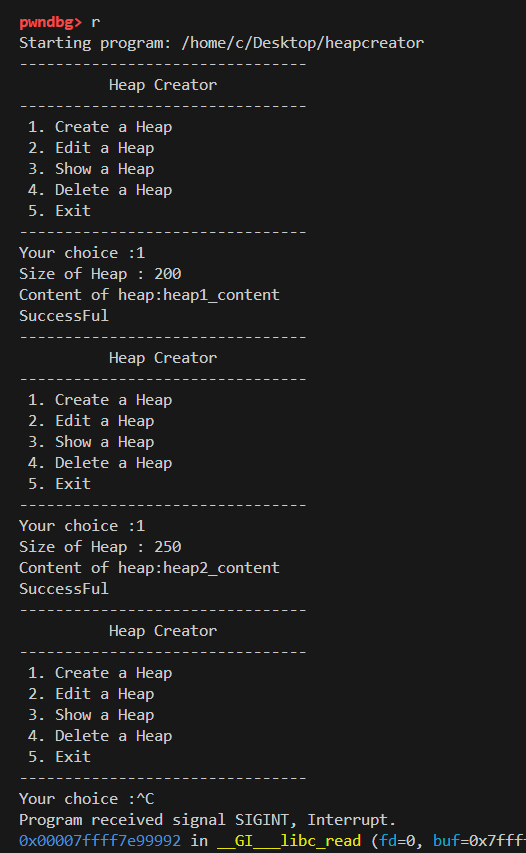 pwndbg> r
Starting program: /home/c/Desktop/heapcreator
--------------------------------
          Heap Creator
--------------------------------
 1. Create a Heap
 2. Edit a Heap
 3. Show a Heap
 4. Delete a Heap
 5. Exit
--------------------------------
Your choice :1
Size of Heap : 200
Content of heap:heap1_content
SuccessFul
--------------------------------
          Heap Creator
--------------------------------
 1. Create a Heap
 2. Edit a Heap
 3. Show a Heap
 4. Delete a Heap
 5. Exit
--------------------------------
Your choice :1
Size of Heap : 250
Content of heap:heap2_content
SuccessFul
--------------------------------
          Heap Creator
--------------------------------
 1. Create a Heap
 2. Edit a Heap
 3. Show a Heap
 4. Delete a Heap
 5. Exit
--------------------------------
Your choice :^C
Program received signal SIGINT, Interrupt.
0x00007ffff7e99992 in __GI___libc_read (fd=0, buf=0x7fff